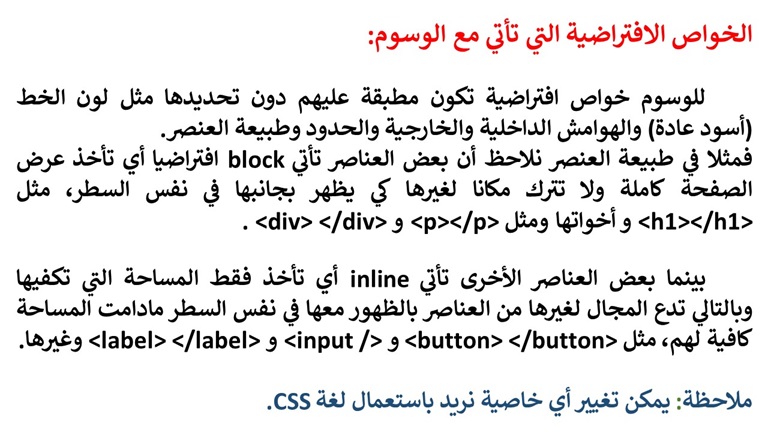 الخواص الافتراضية التي تأتي مع الوسوم:
للوسوم خواص افتراضية تكون مطبقة عليهم دون تحديدها مثل لون الخط
(أسود عادة) والهوامش الداخلية والخارجية والحدود وطبيعة العنصر.
فمثلا في طبيعة العنصر نلاحظ أن بعض العناصر تأتي block افتراضيا أي تأخذ عرض
الصفحة كاملة ولا تترك مكانا لغيرها كي يظهر بجانبها في نفس السطر، مثل
<h1></h1> و أخواتها ومثل <p></p> و <div> </div> .
بينما بعض العناصر الأخرى تأتي inline أي تأخذ فقط المساحة التي تكفيها
وبالتالي تدع المجال لغيرها من العناصر بالظهور معها في نفس السطر مادامت المساحة
كافية لهم، مثل <button> </button> و <input /> و <label> </label> وغيرها.
ملاحظة: يمكن تغيير أي خاصية نريد باستعمال لغة CSS.